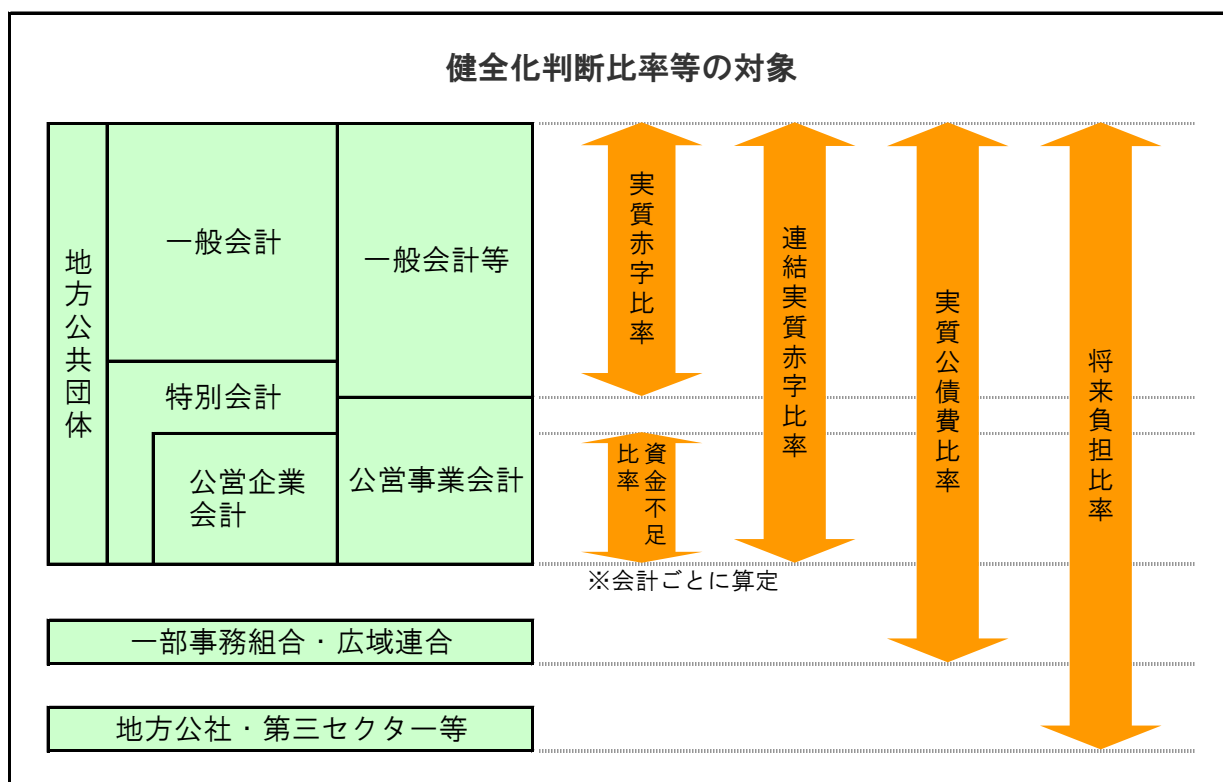 健全化判断比率等の対象
地方公共団体
一般会計
一般会計等
特別会計
公営企業
会計
公営事業会計
実質赤字比率
資金不足
比率
※会計ごとに算定
連結実質赤字比率
実質公債費比率
将来負担比率
一部事務組合・広域連合
地方公社・第三セクター等